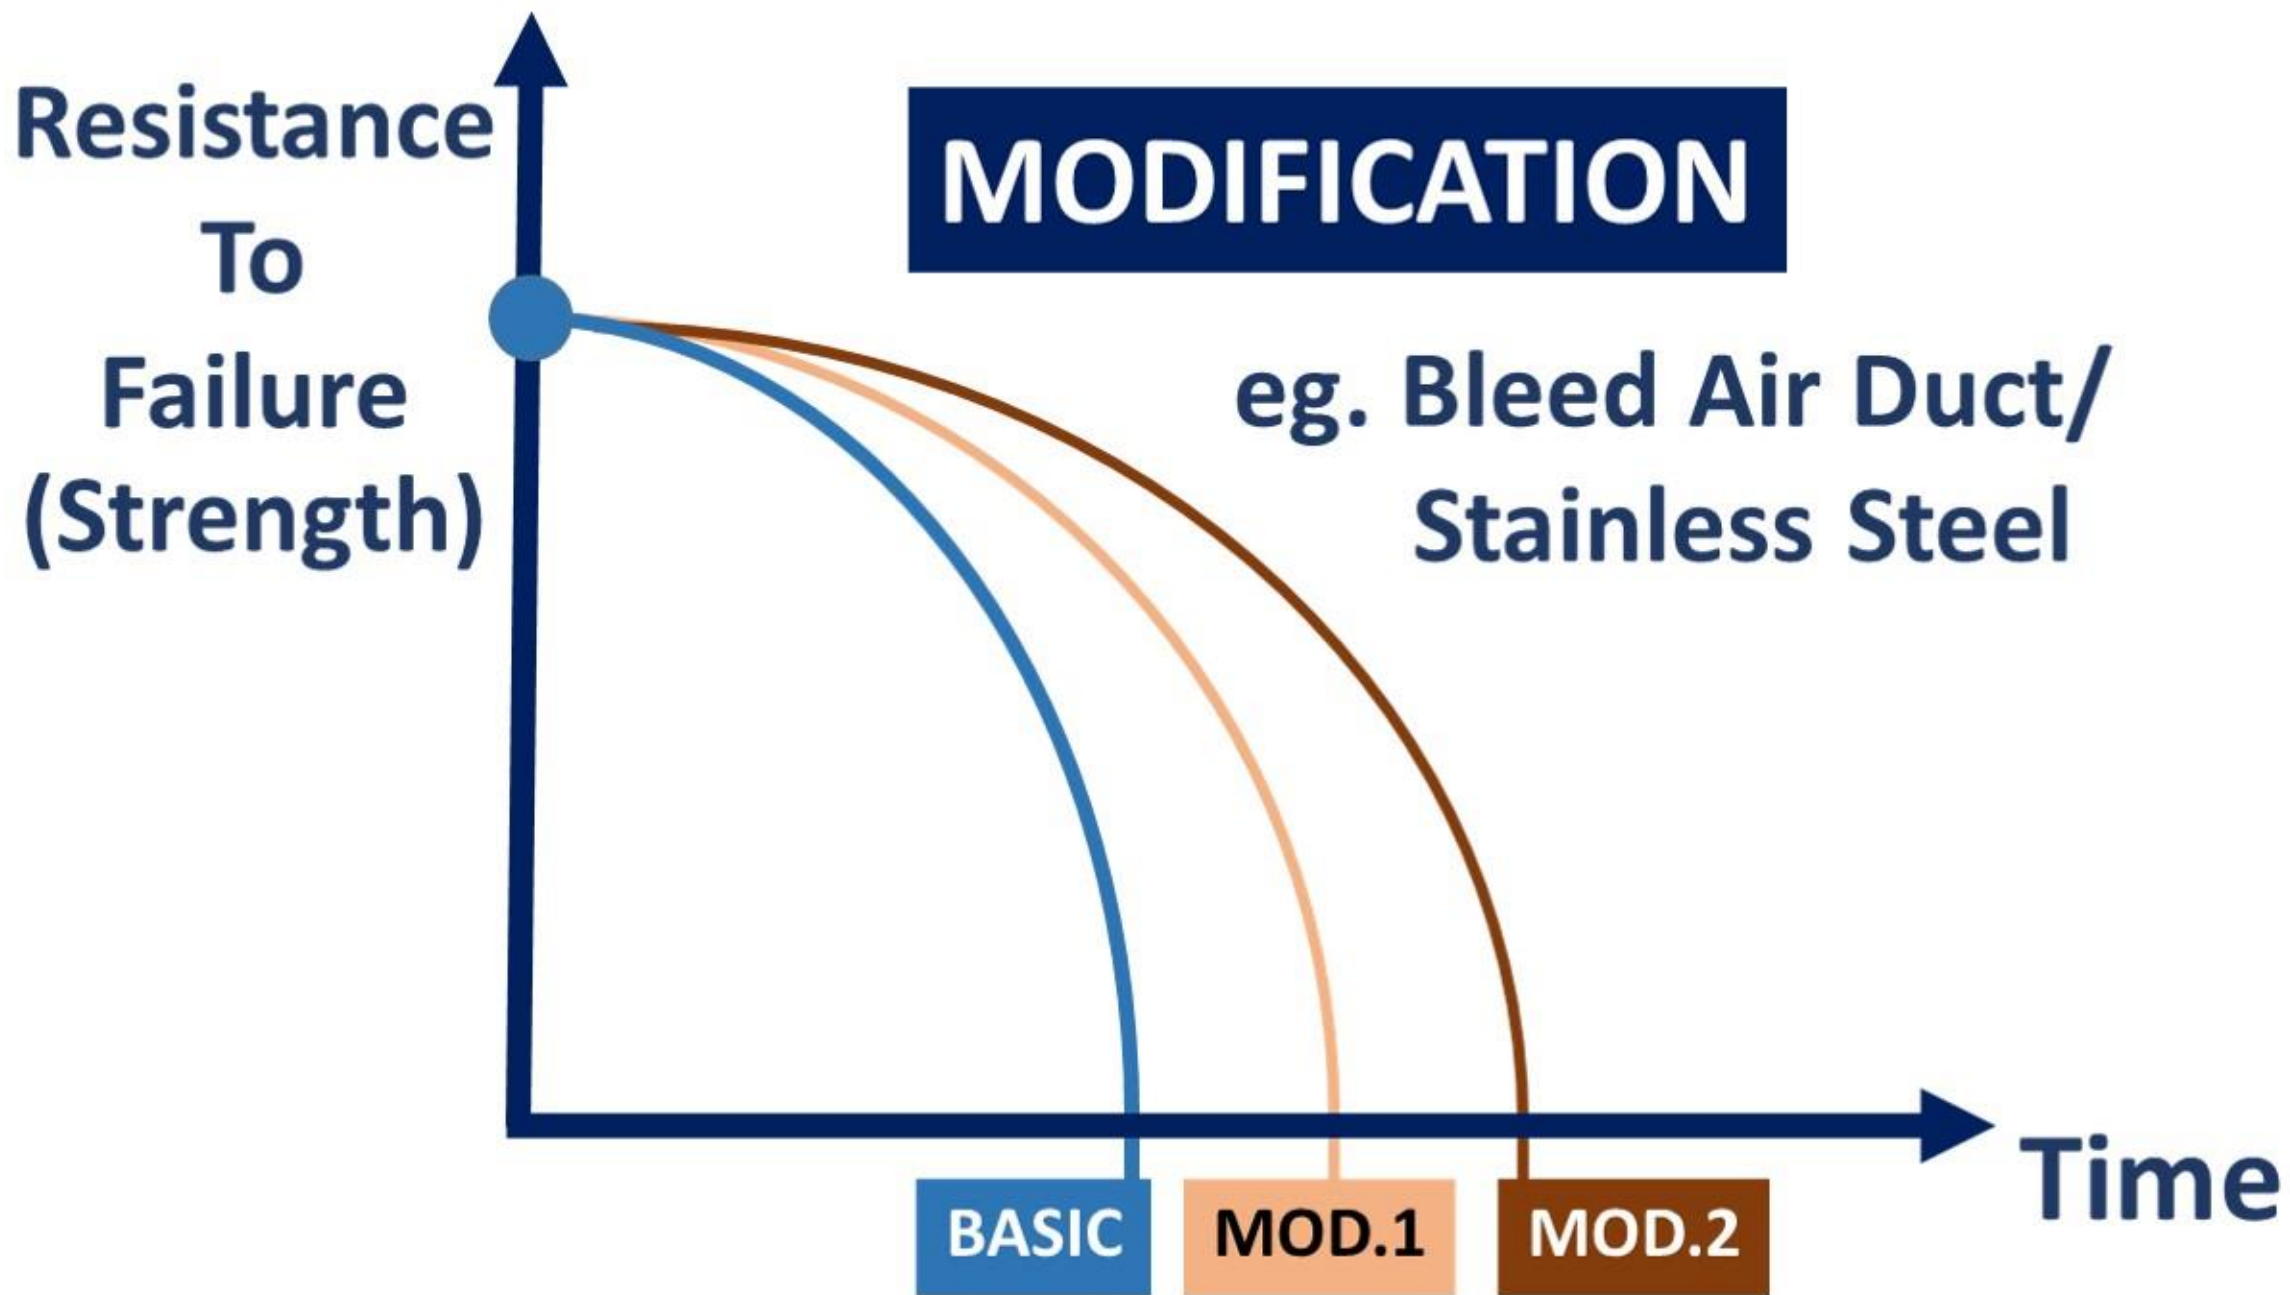 Resistance
To
Failure
(Strength)
MODIFICATION
eg. Bleed Air Duct/
Stainless Steel
Time
BASIC
MOD.1
MOD.2